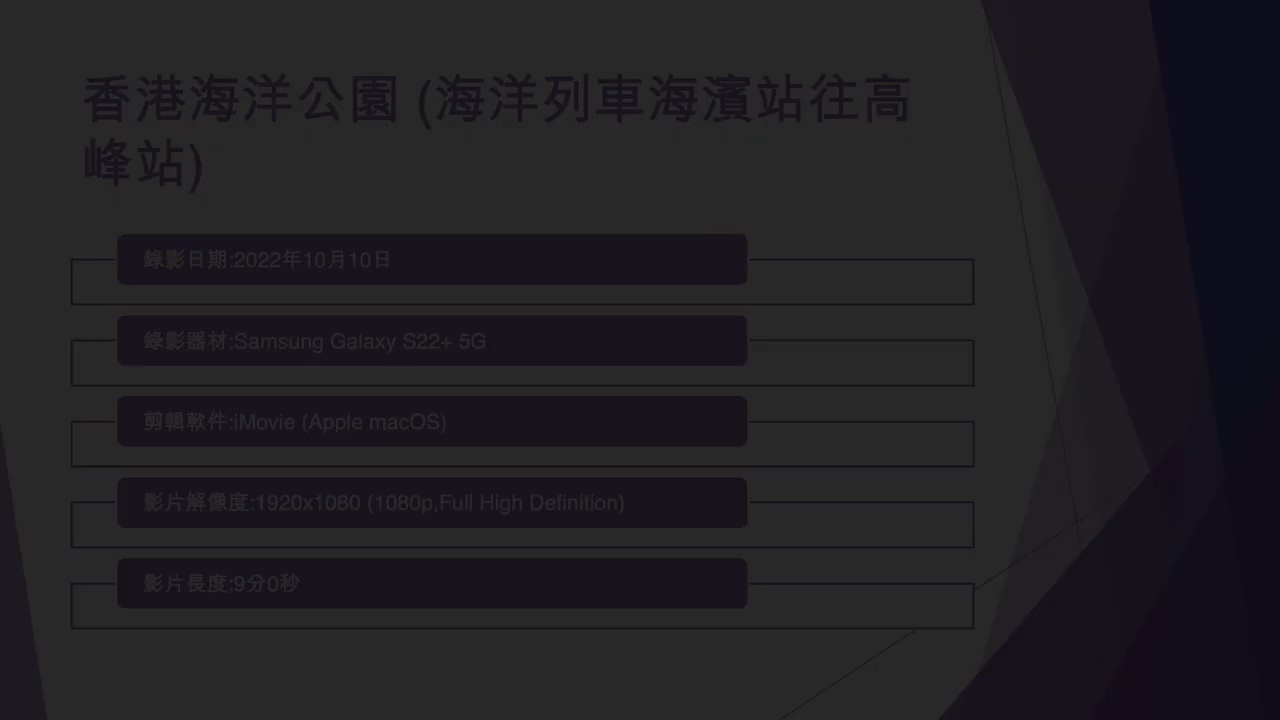 香港海洋公園 (海洋列車海濱站往高
峰站)
錄影日期:2022年10月10日
錄影器材:Samsung Galaxy S22+ 5G
剪輯軟件:iMovie (Apple macOS)
影片解像度:1920x1080 (1080p,Full High Definition)
影片長度:9分0秒